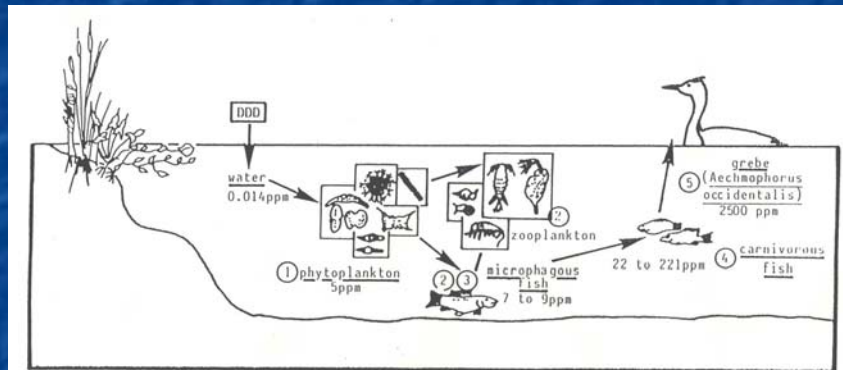 DDD
water
0.014ppm
① phytoplankton
5ppm
② zooplankton
② ③
microphagous
fish
7 to 9ppm
22 to 221ppm
④ carnivorous
fish
grebe
⑤ (Aechmophorus
occidentalis)
2500 ppm